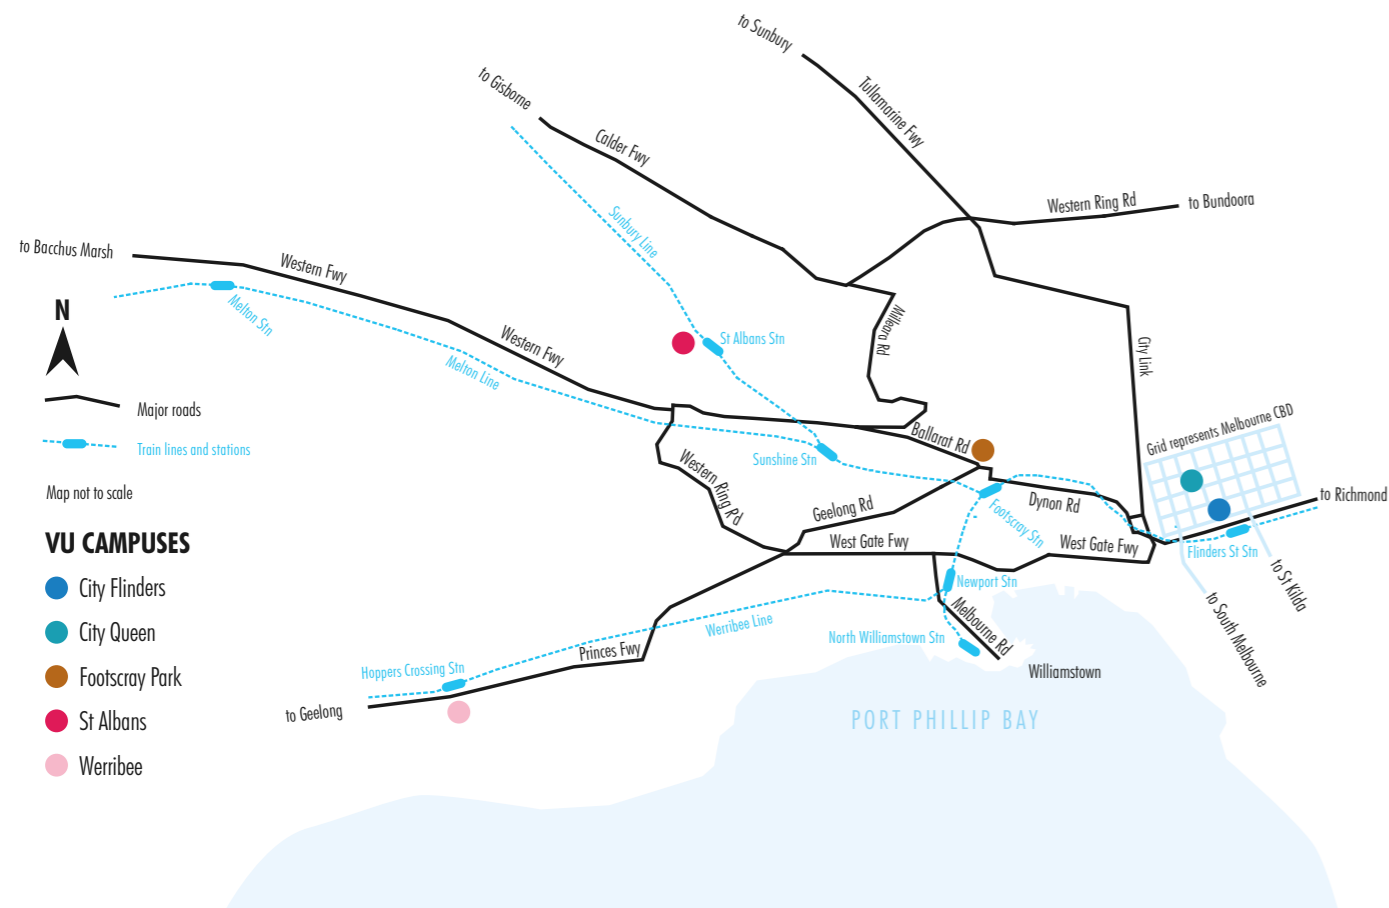 to Sunbury
to Gisborne
Tullamarine Fwy
Calder Fwy
Western Ring Rd
to Bundoora
Sunbury Line
to Bacchus Marsh
Western Fwy
Melton Stn
N
Milleara Rd
St Albans Stn
City Link
Western Fwy
Melton Line
Major roads
Grid represents Melbourne CBD
Ballarat Rd
Train lines and stations
Sunshine Stn
Western Ring Rd
Map not to scale
to Richmond
Geelong Rd
Dynon Rd
Footscray Stn
VU CAMPUSES
West Gate Fwy
West Gate Fwy
Flinders St Stn
City Flinders
Newport Stn
to St Kilda
to South Melbourne
City Queen
Werribee Line
North Williamstown Stn
Melbourne Rd
Princes Fwy
Hoppers Crossing Stn
Williamstown
Footscray Park
to Geelong
St Albans
PORT PHILLIP BAY
Werribee